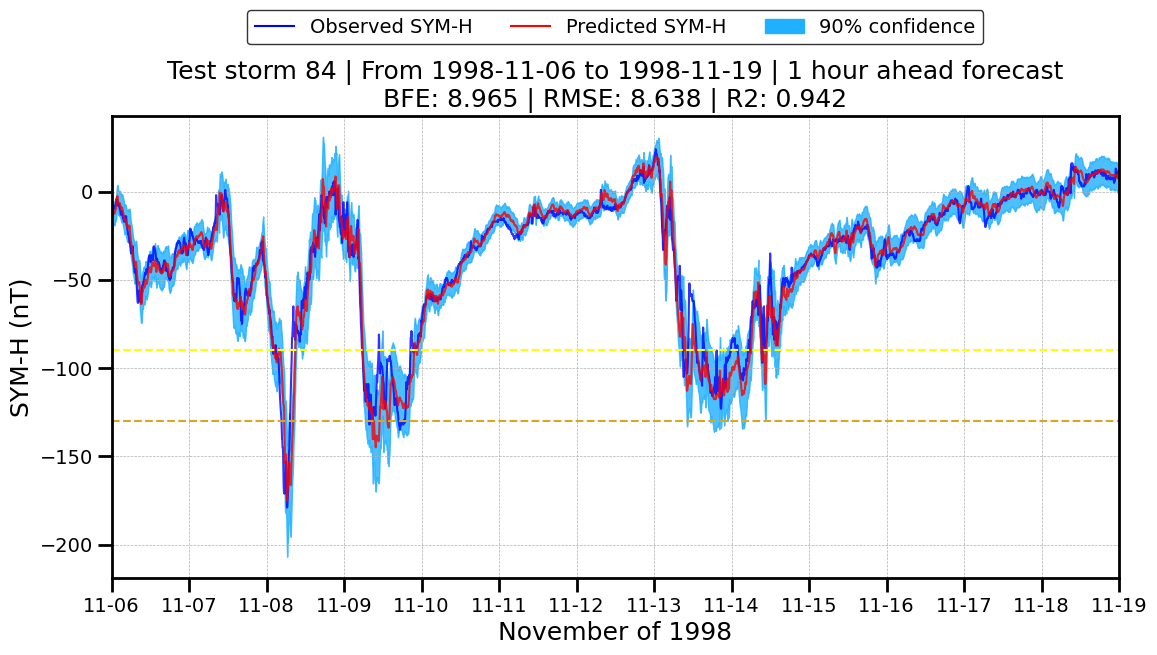 Observed SYM-H Predicted SYM-H 90% confidence
Test storm 84 | From 1998-11-06 to 1998-11-19 | 1 hour ahead forecast
BFE: 8.965 | RMSE: 8.638 | R2: 0.942
SYM-H (nT)
0
−50
−100
−150
−200
11-06 11-07 11-08 11-09 11-10 11-11 11-12 11-13 11-14 11-15 11-16 11-17 11-18 11-19
November of 1998